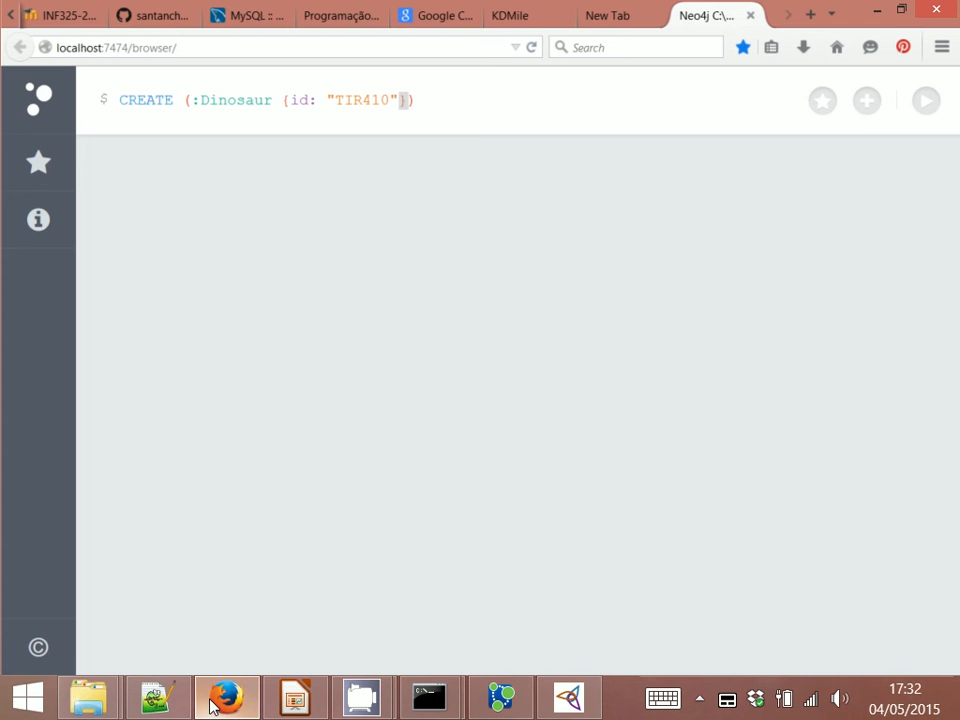 INF325-2...
santanch...
MySQL :: ...
Programação...
Google C...
KDMile
New Tab
Neo4j C:\...
localhost:7474/browser/
Search
$ CREATE (:Dinosaur {id: "TIR410"})
17:32
04/05/2015